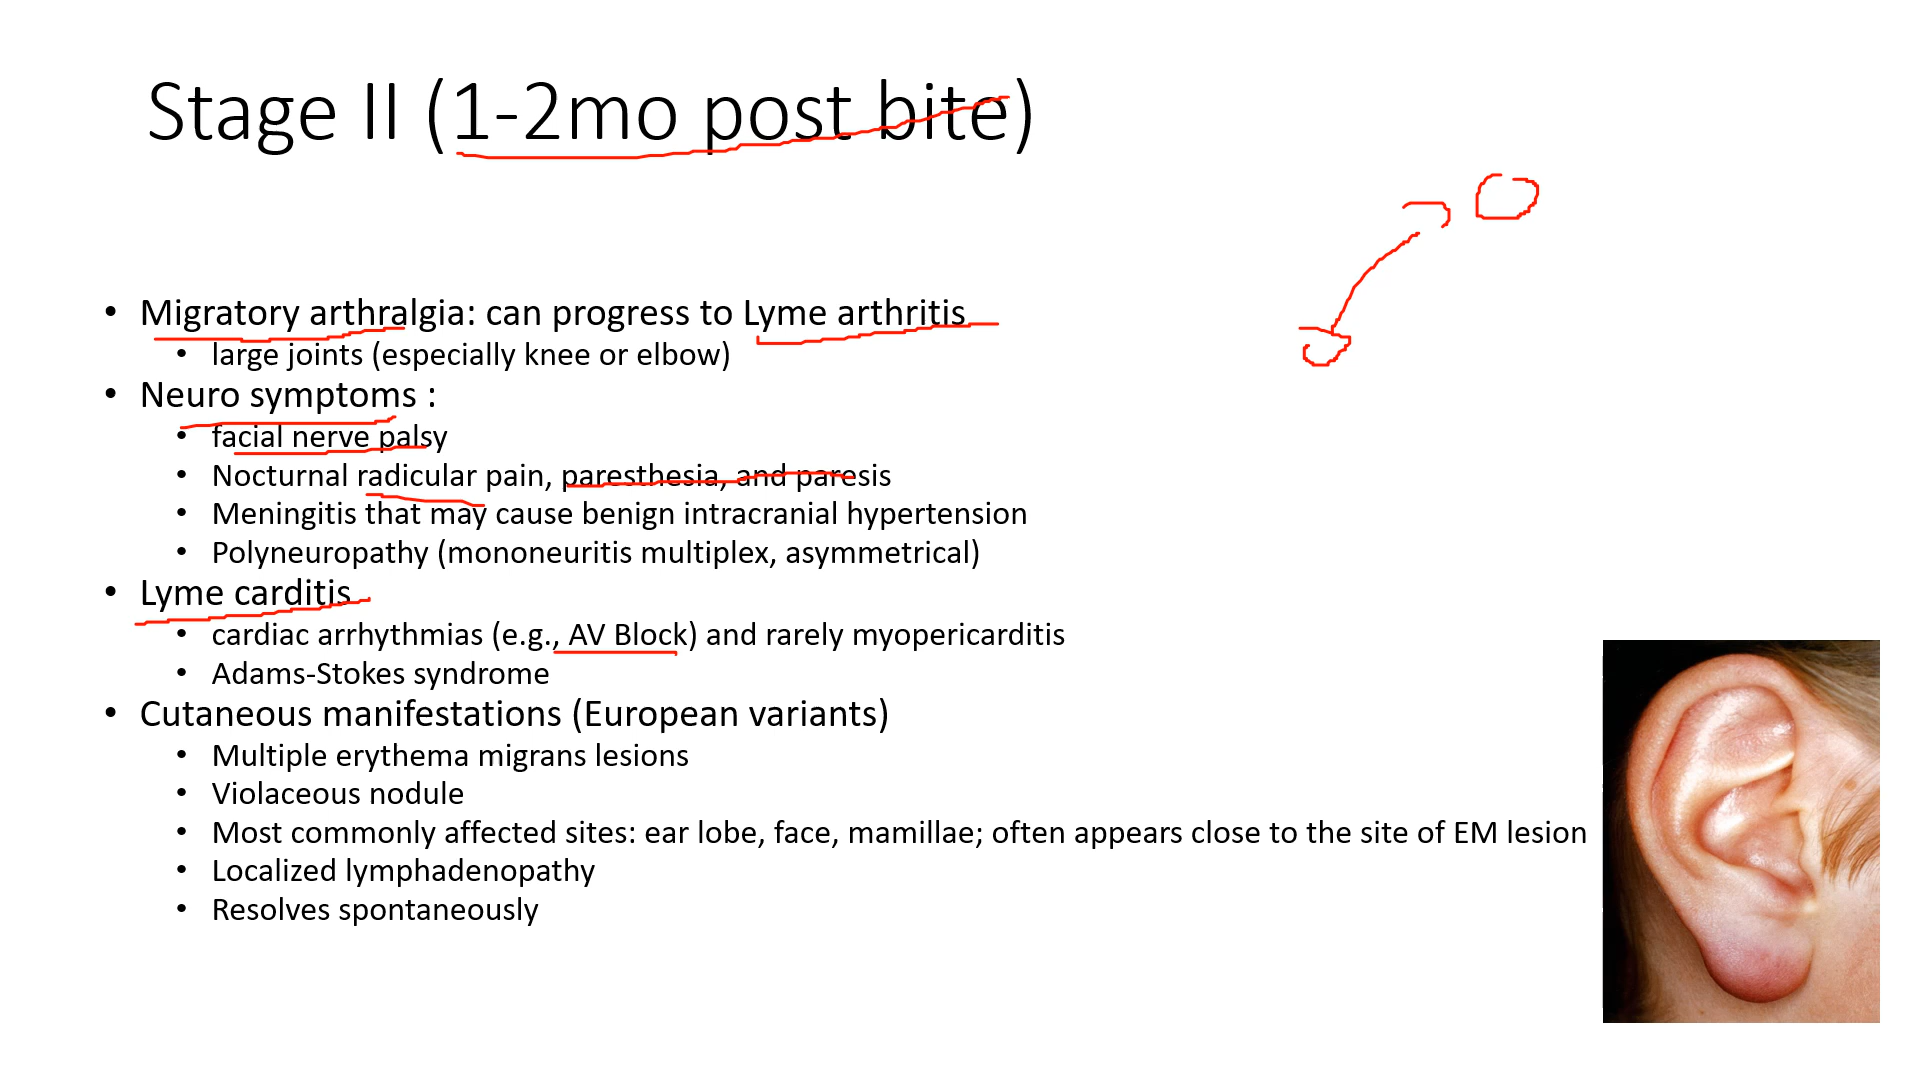 Stage II (1-2mo post bite)
• Migratory arthralgia: can progress to Lyme arthritis
• large joints (especially knee or elbow)
• Neuro symptoms :
• facial nerve palsy
• Nocturnal radicular pain, paresthesia, and paresis
• Meningitis that may cause benign intracranial hypertension
• Polyneuropathy (mononeuritis multiplex, asymmetrical)
• Lyme carditis
• cardiac arrhythmias (e.g., AV Block) and rarely myopericarditis
• Adams-Stokes syndrome
• Cutaneous manifestations (European variants)
• Multiple erythema migrans lesions
• Violaceous nodule
• Most commonly affected sites: ear lobe, face, mamillae; often appears close to the site of EM lesion
• Localized lymphadenopathy
• Resolves spontaneously